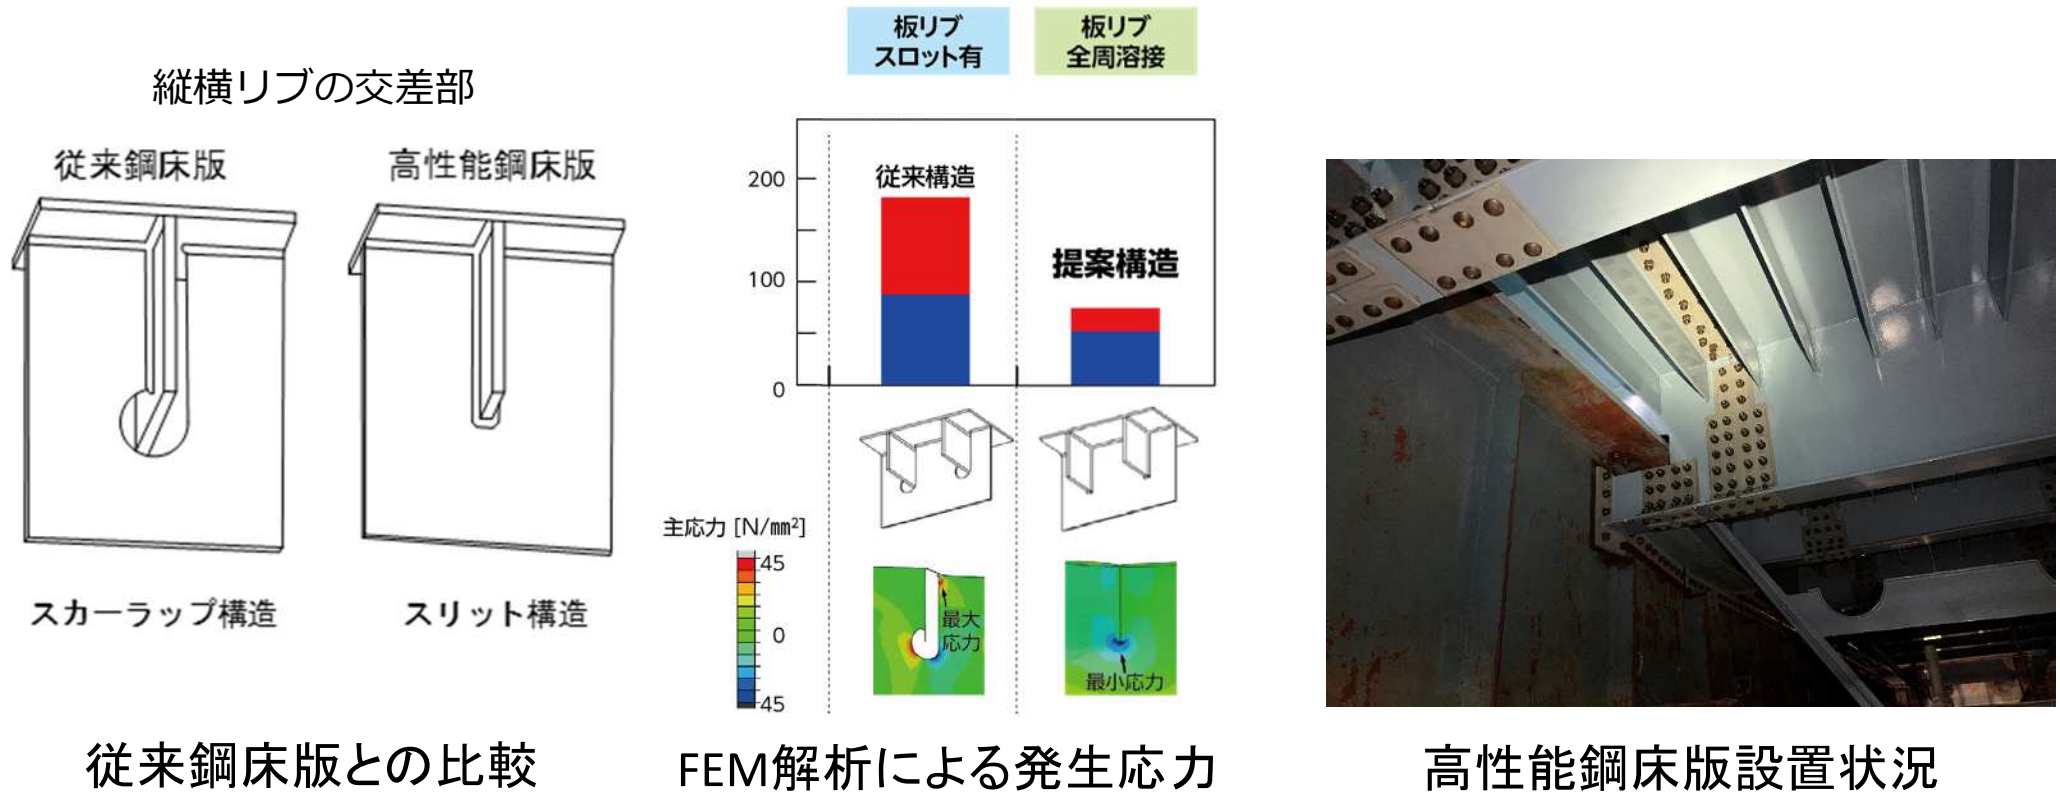 縦横リブの交差部
従来鋼床版
高性能鋼床版
スカーラップ構造
スリット構造
従来鋼床版との比較
板リブ
スロット有
板リブ
全周溶接
200
100
0
従来構造
提案構造
主応力 [N/㎜²]
45
0
-45
最大
応力
最小応力
FEM解析による発生応力
高性能鋼床版設置状況